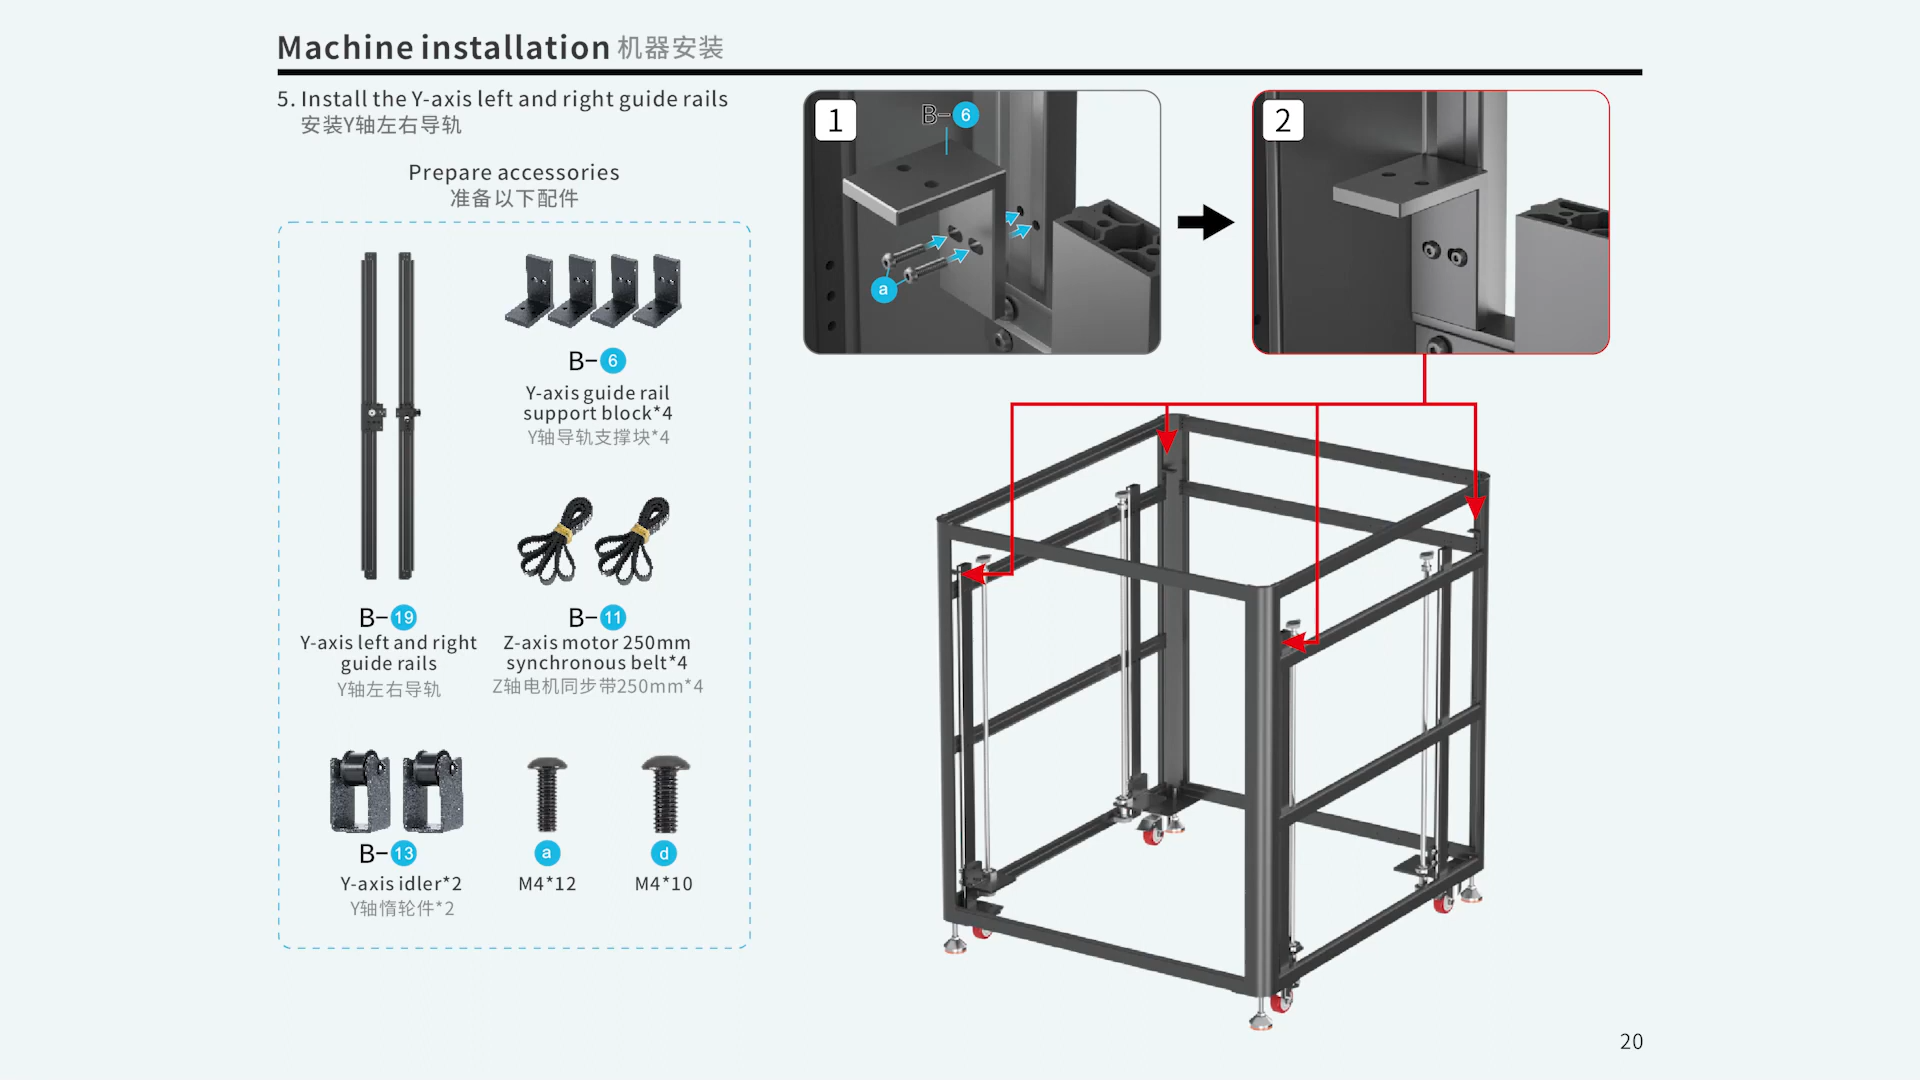 Machine installation 机器安装
5. Install the Y-axis left and right guide rails
安装Y轴左右导轨
Prepare accessories
准备以下配件
B-19
Y-axis left and right
guide rails
Y轴左右导轨
B-6
Y-axis guide rail
support block*4
Y轴导轨支撑块*4
B-11
Z-axis motor 250mm
synchronous belt*4
Z轴电机同步带250mm*4
B-13
Y-axis idler*2
Y轴惰轮件*2
a
M4*12
d
M4*10
1
B-6
a
2
20